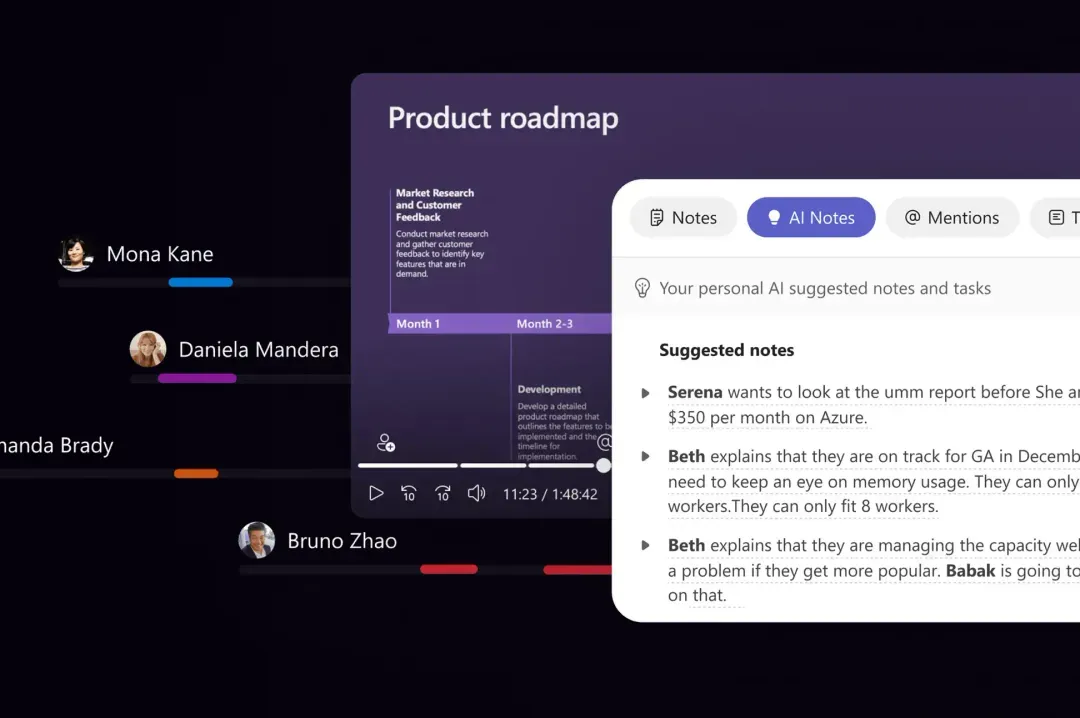 Product roadmap
Market Research
and Customer
Feedback
Conduct market research
and gather customer
feedback to identify key
features that are in
demand.
Month 1
Month 2-3
Development
Develop a detailed
product roadmap that
outlines the features to be
implemented and the
timeline for
implementation.
10
10
11:23 / 1:48:42
Mona Kane
Daniela Mandera
Brady
Bruno Zhao
Notes
AI Notes
@ Mentions
Your personal AI suggested notes and tasks
Suggested notes
Serena wants to look at the umm report before She
$350 per month on Azure.
Beth explains that they are on track for GA in
need to keep an eye on memory usage. They can only
workers.They can only fit 8 workers.
Beth explains that they are managing the capacity
a problem if they get more popular. Babak is going to
on that.